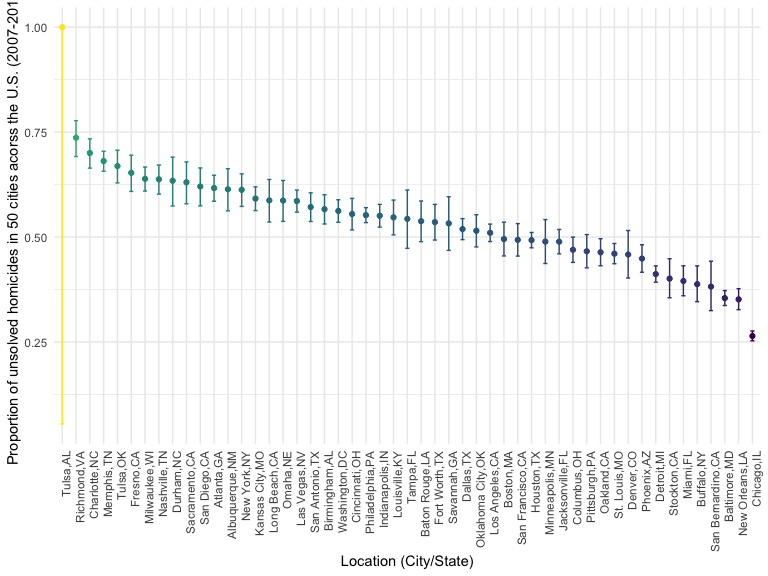 Proportion of unsolved homicides in 50 cities acorss the U.S. (2007-201
1.00
0.75
0.50
0.25
Tulsa,AL
Richmond,VA
Charlotte,NC
Memphis,TN
Tulsa,OK
Fresno,CA
Milwaukee,WI
Nashville,TN
Durham,NC
Sacramento,CA
San Diego,CA
Atlanta,GA
Albuquerque,NM
New York,NY
Kansas City,MO
Long Beach,CA
Omaha,NE
Las Vegas,NV
San Antonio,TX
Birmingham,AL
Washington,DC
Cincinnati,OH
Philadelphia,PA
Indianapolis,IN
Louisville,KY
Tampa,FL
Baton Rouge,LA
Fort Worth,TX
Savannah,GA
Dallas,TX
Oklahoma City,OK
Los Angeles,CA
Boston,MA
San Francisco,CA
Houston,TX
Minneapolis,MN
Jacksonville,FL
Columbus,OH
Pittsburgh,PA
Oakland,CA
St. Louis,MO
Denver,CO
Phoenix,AZ
Detroit,MI
Stockton,CA
Miami,FL
Buffalo,NY
San Bernardino,CA
Baltimore,MD
New Orleans,LA
Chicago,IL
Location (City/State)